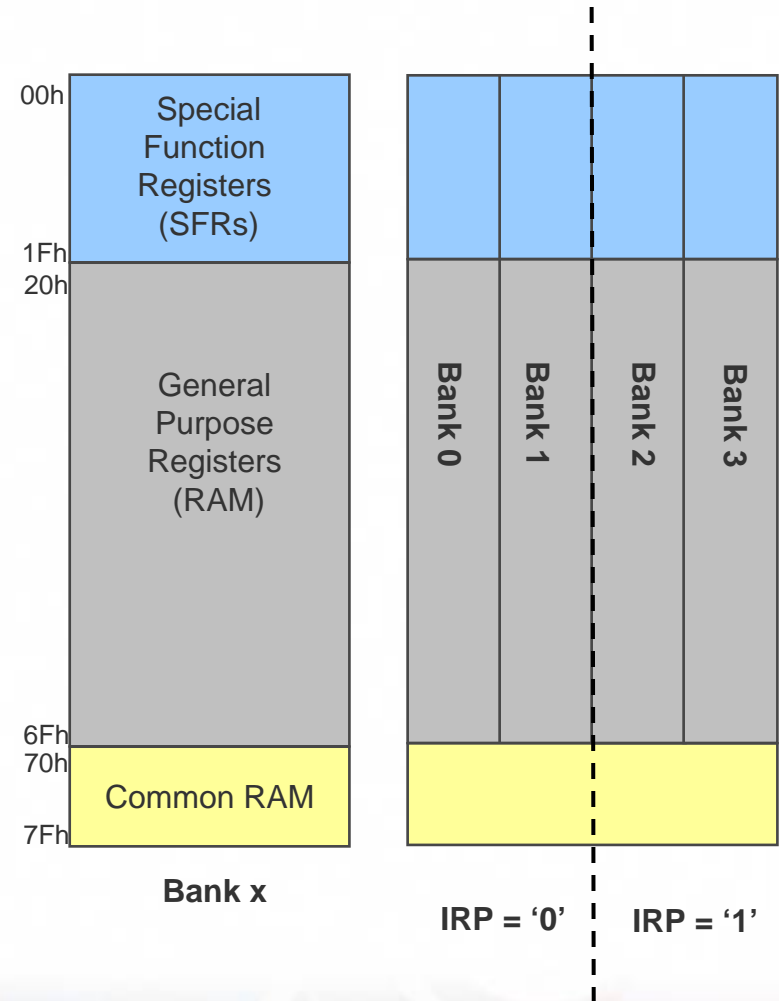 00h
Special
Function
Registers
(SFRs)
1Fh
20h
General
Purpose
Registers
(RAM)
6Fh
70h
Common RAM
7Fh
Bank x
Bank 0
Bank 1
Bank 2
Bank 3
IRP = ‘0’
IRP = ‘1’